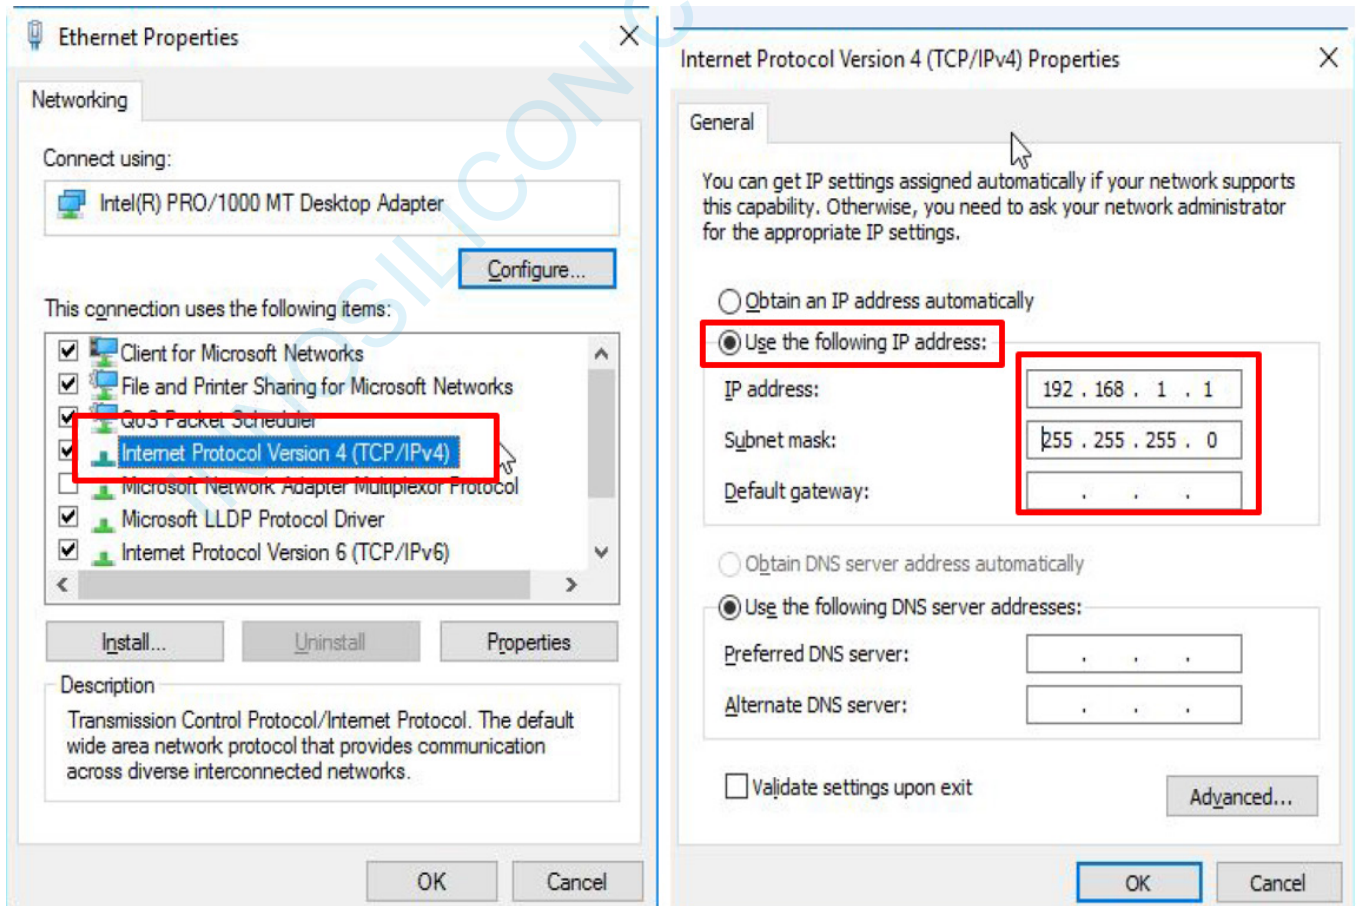 Ethernet Properties
Networking
Connect using:
Intel(R) PRO/1000 MT Desktop Adapter
Configure...
This connection uses the following items:
Client for Microsoft Networks
File and Printer Sharing for Microsoft Networks
QoS Packet Scheduler
Internet Protocol Version 4 (TCP/IPv4)
Microsoft Network Adapter Multiplexor Protocol
Microsoft LLDP Protocol Driver
Internet Protocol Version 6 (TCP/IPv6)
Install...
Uninstall
Properties
Description
Transmission Control Protocol/Internet Protocol. The default
wide area network protocol that provides communication
across diverse interconnected networks.
OK
Cancel
Internet Protocol Version 4 (TCP/IPv4) Properties
General
You can get IP settings assigned automatically if your network supports
this capability. Otherwise, you need to ask your network administrator
for the appropriate IP settings.
Obtain an IP address automatically
Use the following IP address:
IP address:
192 . 168 . 1 . 1
Subnet mask:
255 . 255 . 255 . 0
Default gateway:
. . .
Obtain DNS server address automatically
Use the following DNS server addresses:
Preferred DNS server:
. . .
Alternate DNS server:
. . .
Validate settings upon exit
Advanced...
OK
Cancel
INNOSILICON C